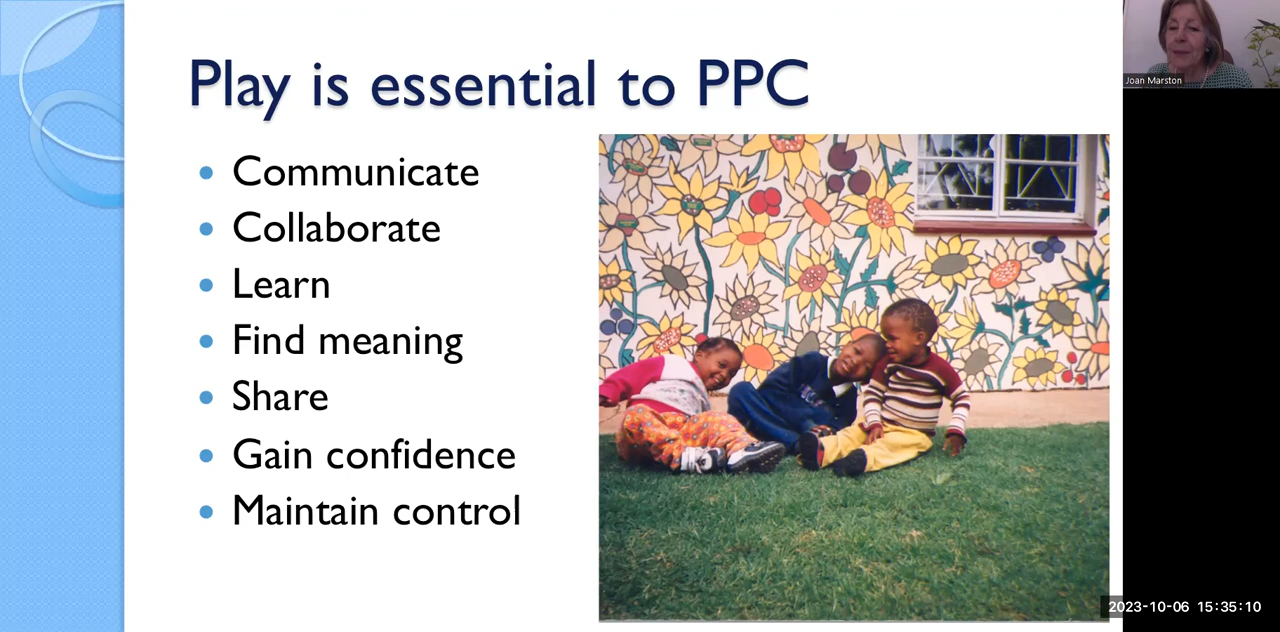 Play is essential to PPC
Communicate
Collaborate
Learn
Find meaning
Share
Gain confidence
Maintain control
Joan Marston
2023-10-06 15:35:10